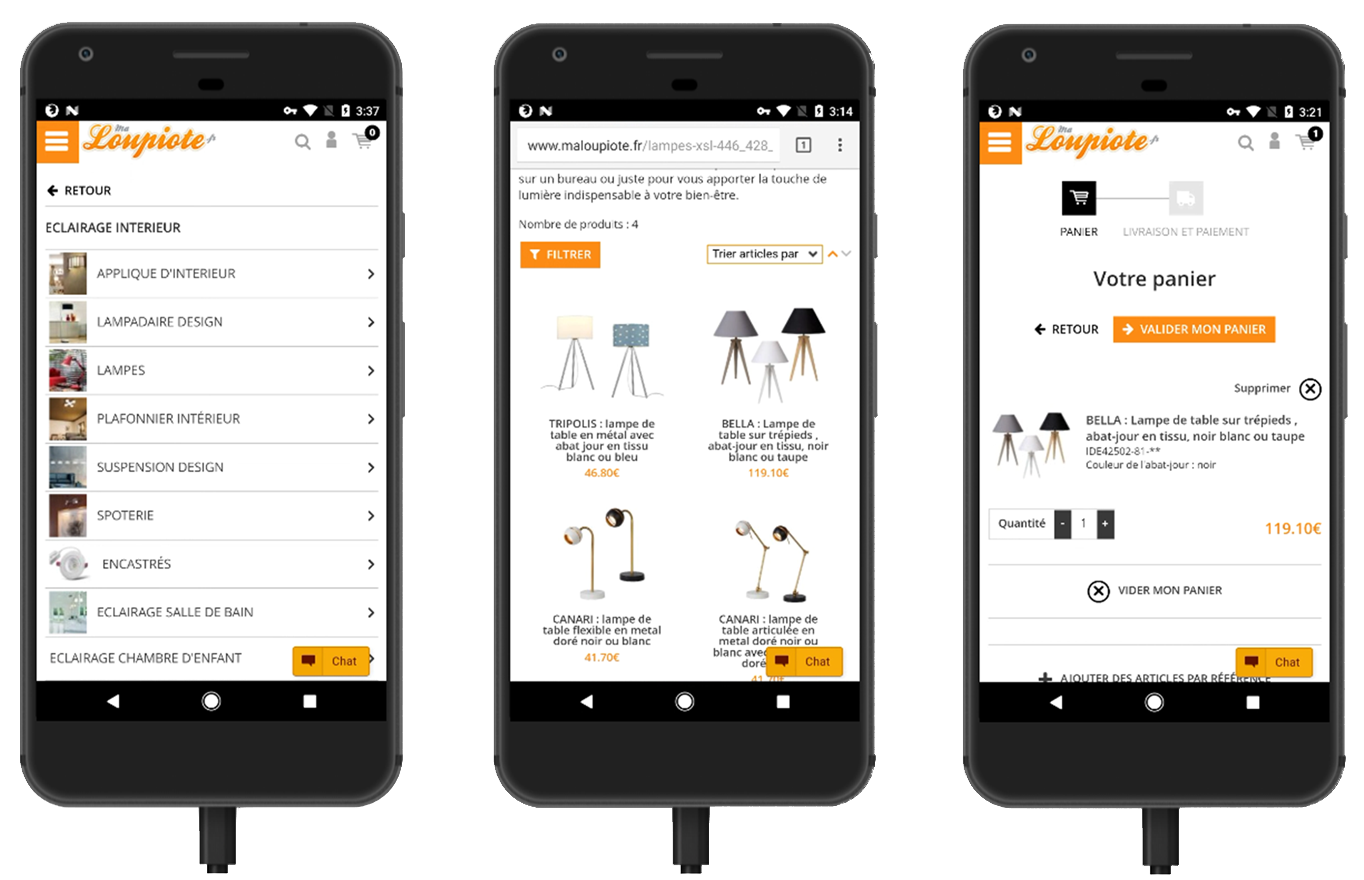 3:37
ma
Loupiote.fr
0
RETOUR
ECLAIRAGE INTERIEUR
APPLIQUE D'INTERIEUR
LAMPADAIRE DESIGN
LAMPES
PLAFONNIER INTÉRIEUR
SUSPENSION DESIGN
SPOTERIE
ENCASTRÉS
ECLAIRAGE SALLE DE BAIN
ECLAIRAGE CHAMBRE D'ENFANT
Chat
3:14
www.maloupiote.fr/lampes-xsl-446_428_
1
sur un bureau ou juste pour vous apporter la touche de
lumière indispensable à votre bien-être.
Nombre de produits : 4
FILTRER
Trier articles par
TRIPOLIS : lampe de
table en métal avec
abat jour en tissu
blanc ou bleu
46.80€
BELLA : Lampe de
table sur trépieds ,
abat-jour en tissu, noir
blanc ou taupe
119.10€
CANARI : lampe de
table flexible en metal
doré noir ou blanc
41.70€
CANARI : lampe de
table articulée en
metal doré noir ou
blanc avec
doré
41.70€
Chat
3:21
ma
Loupiote.fr
1
PANIER
LIVRAISON ET PAIEMENT
Votre panier
RETOUR
VALIDER MON PANIER
Supprimer
BELLA : Lampe de table sur trépieds ,
abat-jour en tissu, noir blanc ou taupe
IDE42502-81-**
Couleur de l'abat-jour : noir
Quantité - 1 +
119.10€
VIDER MON PANIER
Chat
AJOUTER DES ARTICLES PAR RÉFÉRENCE